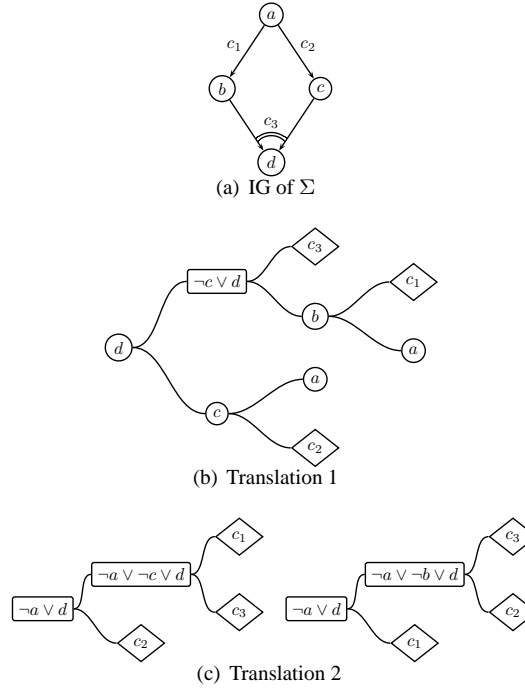 a
c₁ c₂
b c
c₃
d
(a) IG of Σ
c₃
¬c ∨ d c₁
b
d a
a
c
c₂
(b) Translation 1
c₁ c₃
¬a ∨ ¬c ∨ d ¬a ∨ ¬b ∨ d
¬a ∨ d c₃ ¬a ∨ d c₂
c₂ c₁
(c) Translation 2